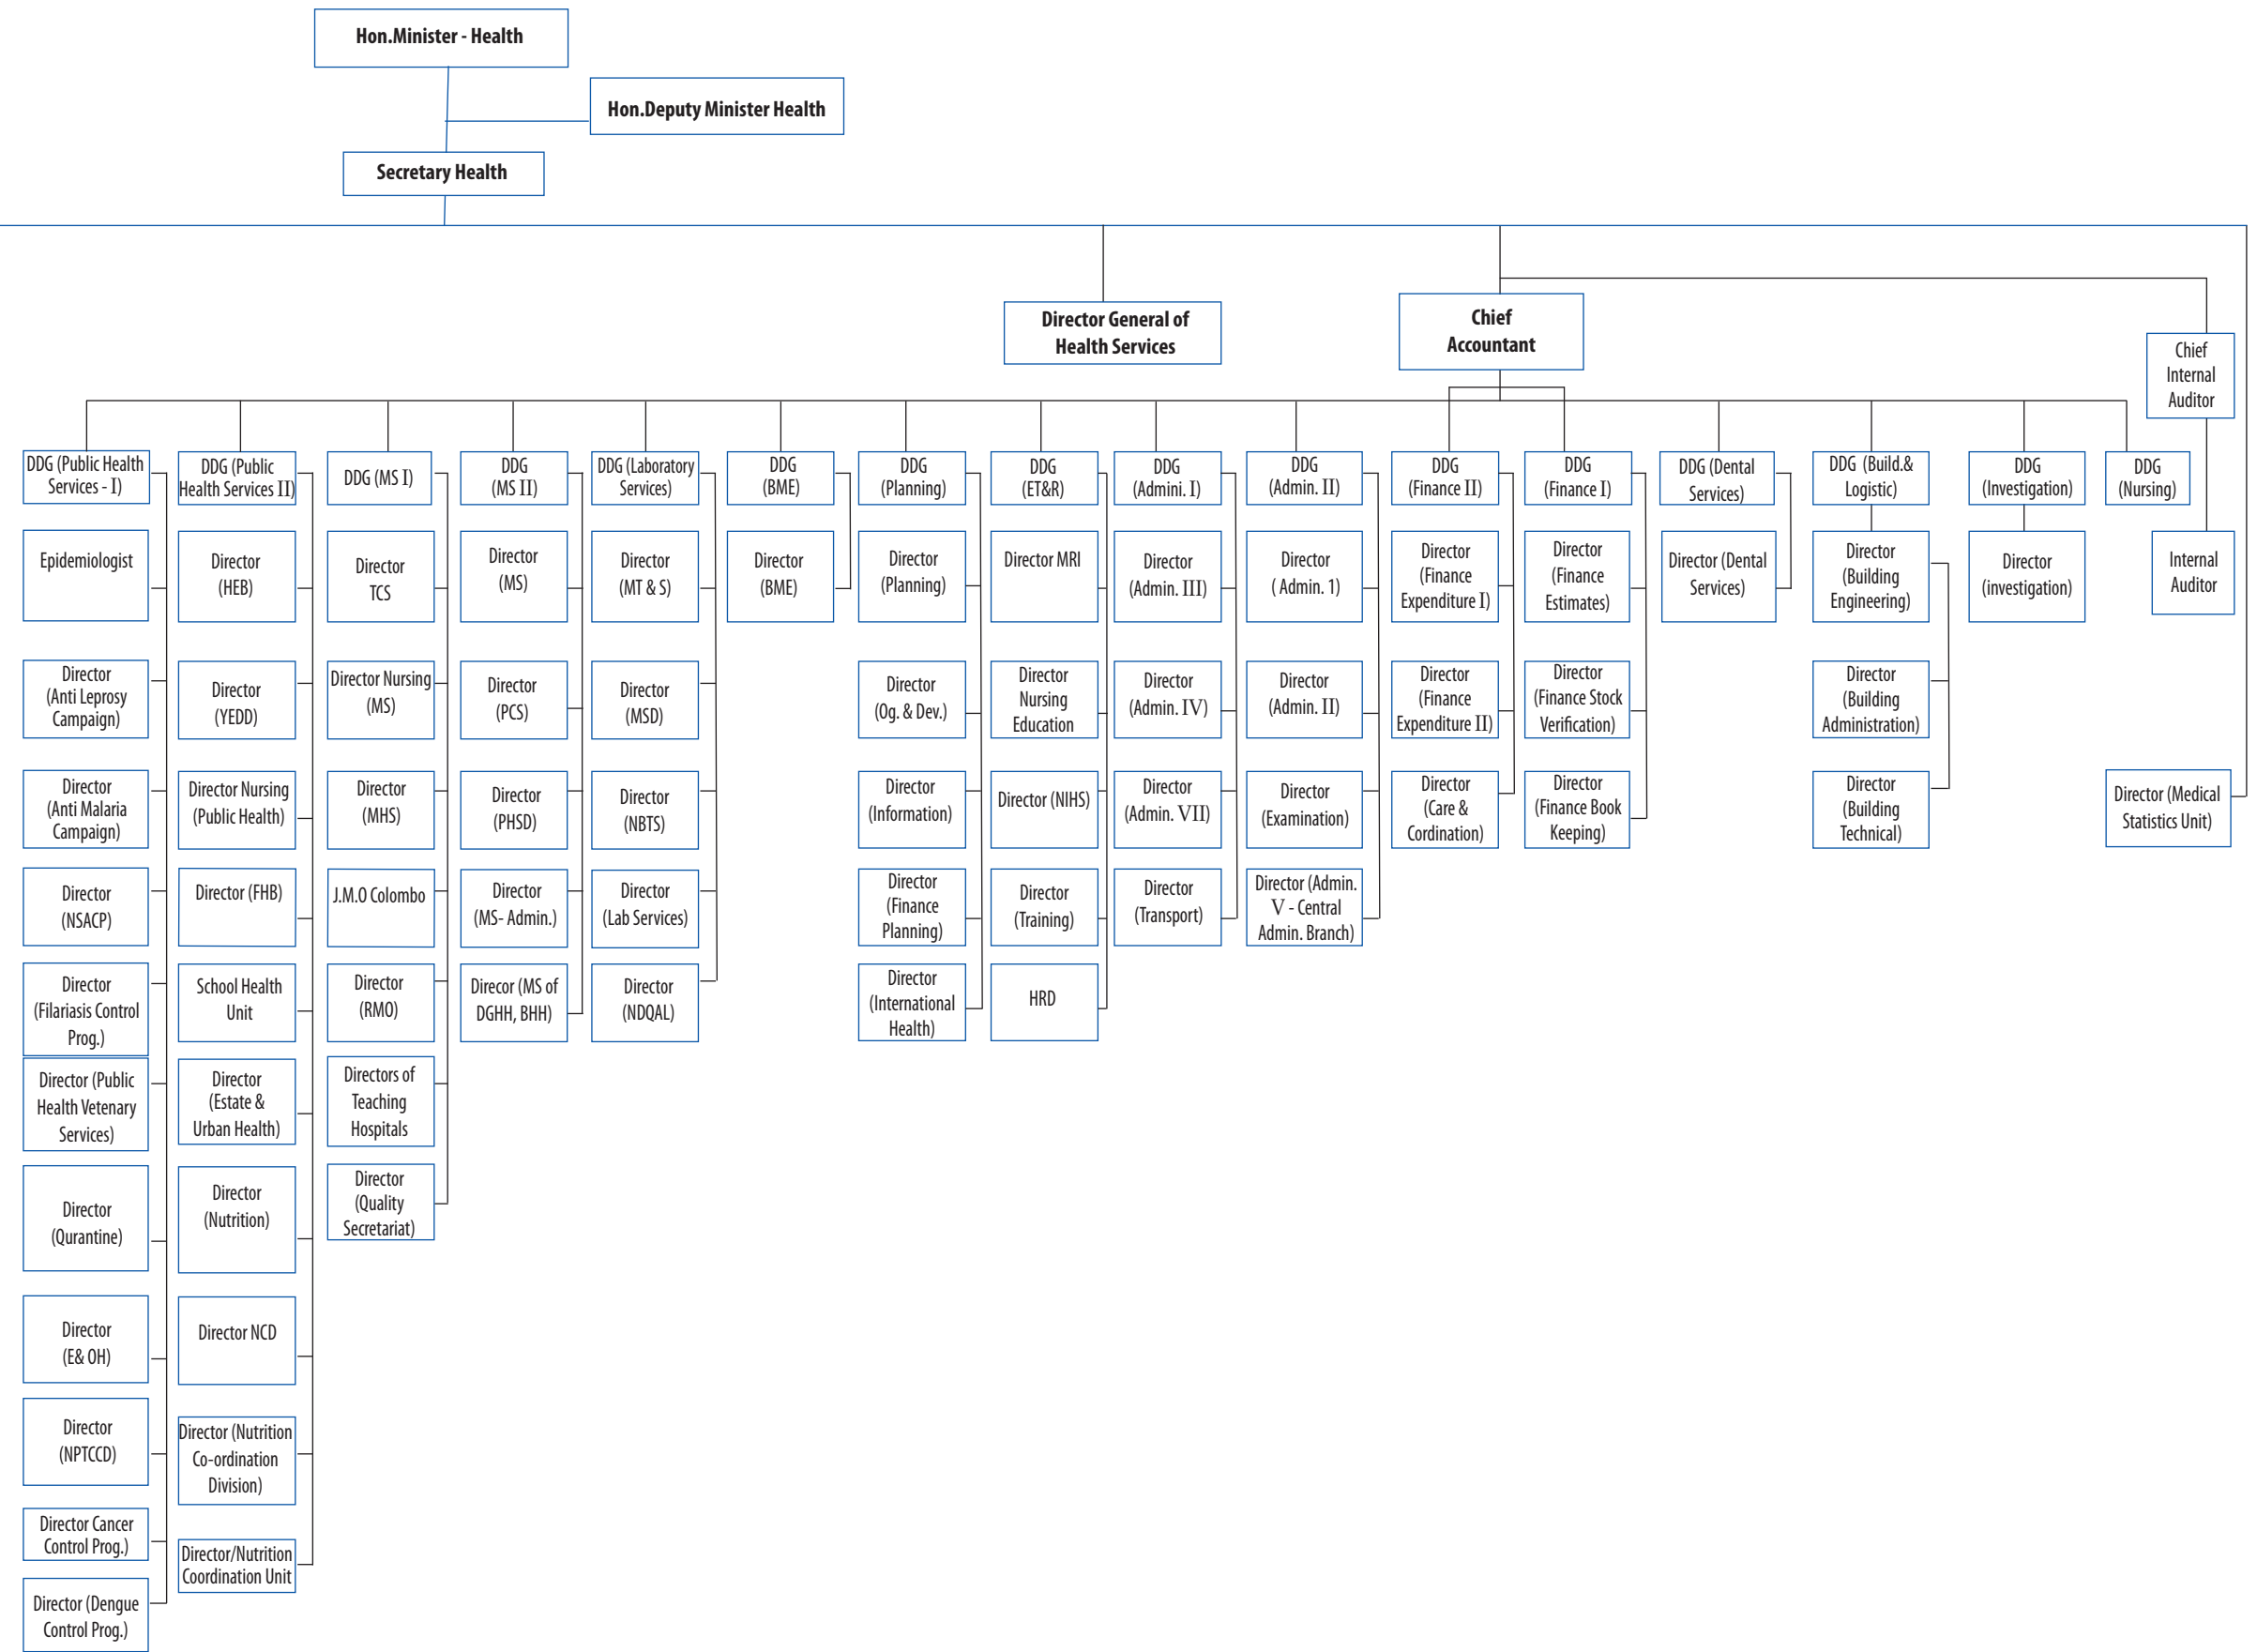 Hon.Minister - Health
Hon.Deputy Minister Health
Secretary Health
Director General of
Health Services
Chief
Accountant
Chief
Internal
Auditor
DDG (Public Health
Services - I)
DDG (Public
Health Services II)
DDG (MS I)
DDG
(MS II)
DDG (Laboratory
Services)
DDG
(BME)
DDG
(Planning)
DDG
(ET&R)
DDG
(Admini. I)
DDG
(Admin. II)
DDG
(Finance II)
DDG
(Finance I)
DDG (Dental
Services)
DDG (Build.&
Logistic)
DDG
(Investigation)
DDG
(Nursing)
Epidemiologist
Director
(HEB)
Director
TCS
Director
(MS)
Director
(MT & S)
Director
(BME)
Director
(Planning)
Director MRI
Director
(Admin. III)
Director
( Admin. 1)
Director
(Finance
Expenditure I)
Director
(Finance
Estimates)
Director (Dental
Services)
Director
(Building
Engineering)
Director
(investigation)
Internal
Auditor
Director
(Anti Leprosy
Campaign)
Director
(YEDD)
Director Nursing
(MS)
Director
(PCS)
Director
(MSD)
Director
(Og. & Dev.)
Director
Nursing
Education
Director
(Admin. IV)
Director
(Admin. II)
Director
(Finance
Expenditure II)
Director
(Finance Stock
Verification)
Director
(Building
Administration)
Director
(Anti Malaria
Campaign)
Director Nursing
(Public Health)
Director
(MHS)
Director
(PHSD)
Director
(NBTS)
Director
(Information)
Director (NIHS)
Director
(Admin. VII)
Director
(Examination)
Director
(Care &
Cordination)
Director
(Finance Book
Keeping)
Director
(Building
Technical)
Director (Medical
Statistics Unit)
Director
(NSACP)
Director (FHB)
J.M.O Colombo
Director
(MS- Admin.)
Director
(Lab Services)
Director
(Finance
Planning)
Director
(Training)
Director
(Transport)
Director (Admin.
V - Central
Admin. Branch)
Director
(Filariasis Control
Prog.)
School Health
Unit
Director
(RMO)
Direcor (MS of
DGHH, BHH)
Director
(NDQAL)
Director
(International
Health)
HRD
Director (Public
Health Vetenary
Services)
Director
(Estate &
Urban Health)
Directors of
Teaching
Hospitals
Director
(Qurantine)
Director
(Nutrition)
Director
(Quality
Secretariat)
Director
(E& OH)
Director NCD
Director
(NPTCCD)
Director (Nutrition
Co-ordination
Division)
Director Cancer
Control Prog.)
Director/Nutrition
Coordination Unit
Director (Dengue
Control Prog.)